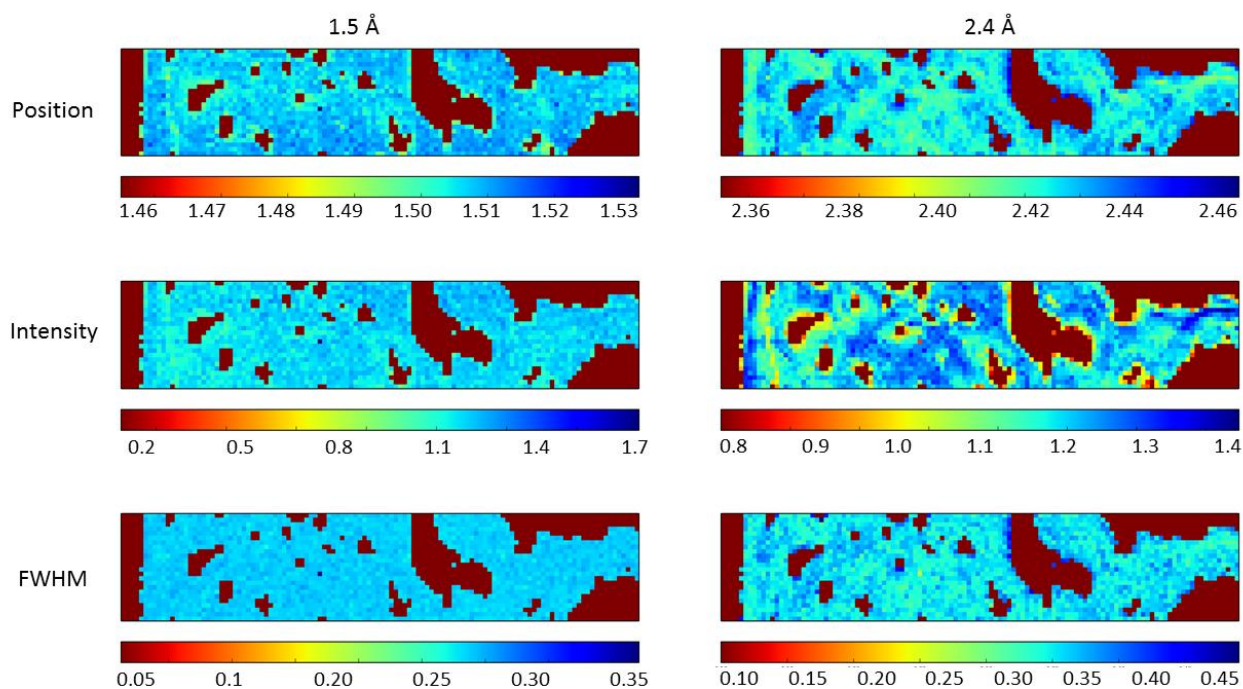 1.5 Å 2.4 Å
Position
1.46 1.47 1.48 1.49 1.50 1.51 1.52 1.53 2.36 2.38 2.40 2.42 2.44 2.46
Intensity
0.2 0.5 0.8 1.1 1.4 1.7 0.8 0.9 1.0 1.1 1.2 1.3 1.4
FWHM
0.05 0.1 0.20 0.25 0.35 0.10 0.15 0.20 0.25 0.30 0.35 0.40 0.45